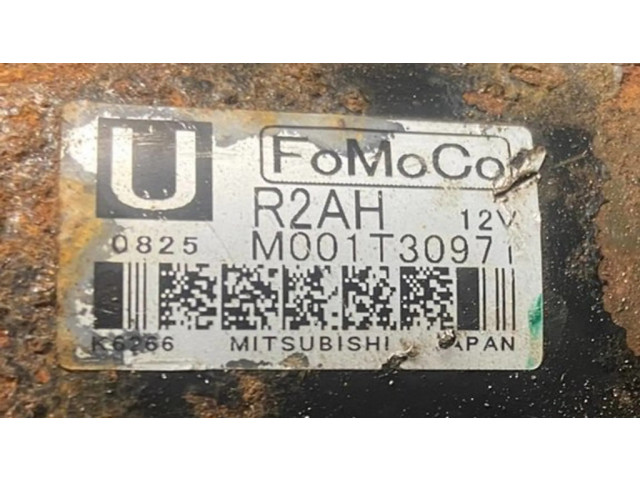 U FoMoCo
R2AH 12V
0825 M001T30971
K6266 MITSUBISHI JAPAN